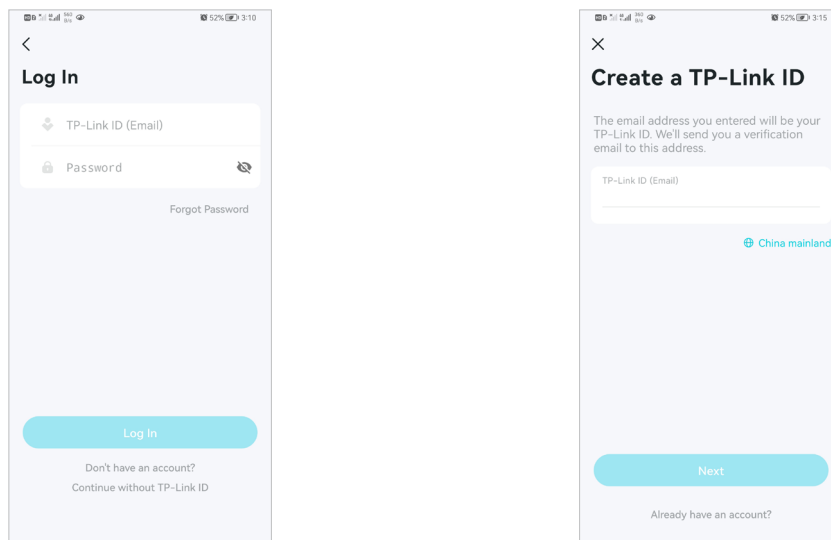 52% 3:10
Log In
TP-Link ID (Email)
Password
Forgot Password
Log In
Don't have an account?
Continue without TP-Link ID
52% 3:15
Create a TP-Link ID
The email address you entered will be your
TP-Link ID. We'll send you a verification
email to this address.
TP-Link ID (Email)
China mainland
Next
Already have an account?